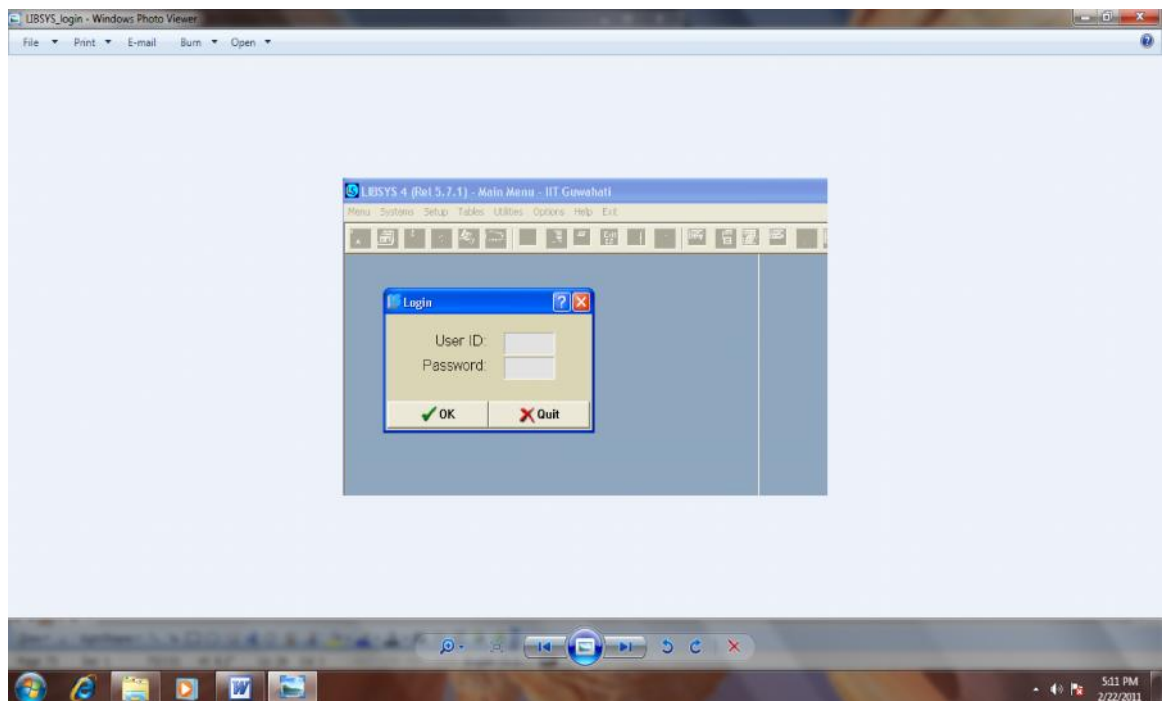 LIBSYS_login - Windows Photo Viewer
File Print E-mail Burn Open
LIBSYS 4 (Rel 5.7.1) - Main Menu - IIT Guwahati
Menu Systems Setup Tables Utilities Options Help Exit
Login
User ID:
Password:
OK Quit
5:11 PM
2/22/2011